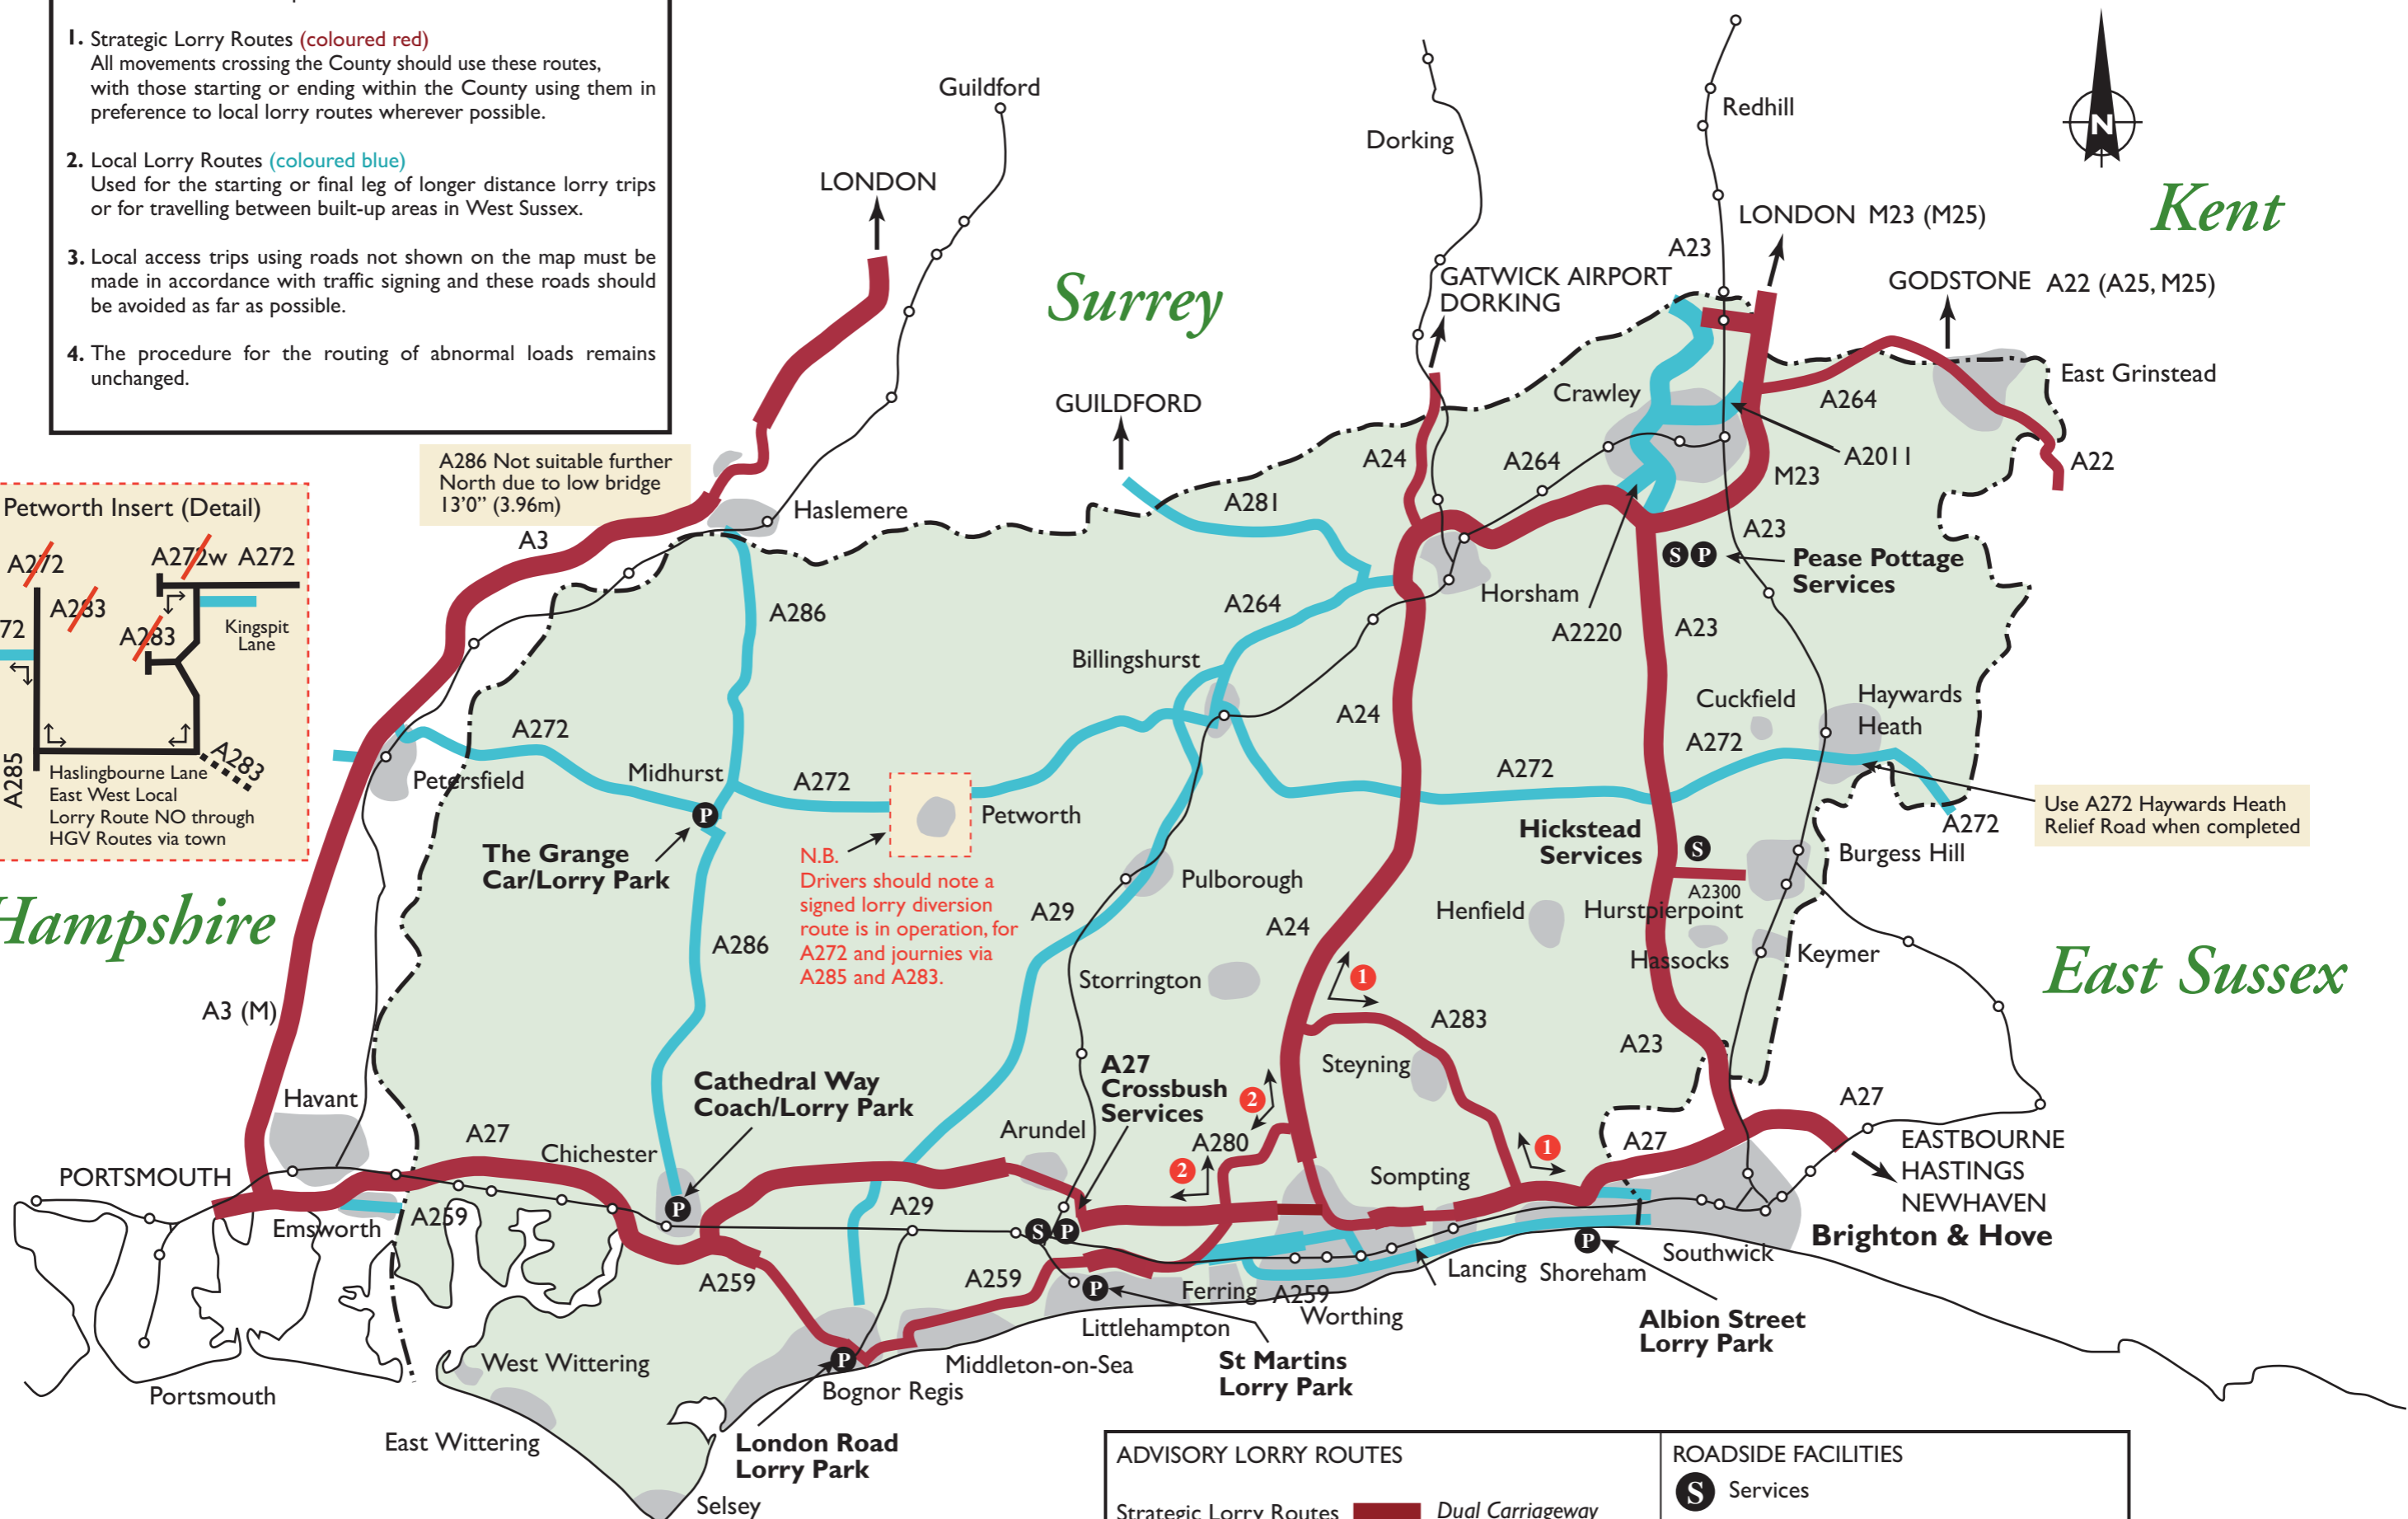 1. Strategic Lorry Routes (coloured red)
All movements crossing the County should use these routes,
with those starting or ending within the County using them in
preference to local lorry routes wherever possible.
2. Local Lorry Routes (coloured blue)
Used for the starting or final leg of longer distance lorry trips
or for travelling between built-up areas in West Sussex.
3. Local access trips using roads not shown on the map must be
made in accordance with traffic signing and these roads should
be avoided as far as possible.
4. The procedure for the routing of abnormal loads remains
unchanged.
Guildford
LONDON
Dorking
Redhill
N
Kent
LONDON M23 (M25)
A23
Surrey
GATWICK AIRPORT
DORKING
GODSTONE A22 (A25, M25)
East Grinstead
Crawley
A264
GUILDFORD
A286 Not suitable further
North due to low bridge
13'0” (3.96m)
A24
A264
A2011
A22
M23
Haslemere
A281
A3
A23
S P
Pease Pottage
Services
Petworth Insert (Detail)
A272
A272w A272
A283
A283
72
Kingspit
Lane
A285
A283
Haslingbourne Lane
East West Local
Lorry Route NO through
HGV Routes via town
A286
A264
Horsham
A2220
A23
Billingshurst
A24
Cuckfield
Haywards
Heath
A272
A272
Midhurst
A272
A272
Petersfield
P
Petworth
Use A272 Haywards Heath
Relief Road when completed
A272
The Grange
Car/Lorry Park
N.B.
Drivers should note a
signed lorry diversion
route is in operation, for
A272 and journies via
A285 and A283.
Hickstead
Services
S
Burgess Hill
A2300
Pulborough
Hampshire
A29
Henfield
Hurstpierpoint
A24
A286
Hassocks
Keymer
East Sussex
Storrington
1
A3 (M)
A283
A23
Steyning
A27
Crossbush
Services
Cathedral Way
Coach/Lorry Park
2
Havant
A27
Arundel
A280
A27
Chichester
1
A27
EASTBOURNE
HASTINGS
NEWHAVEN
PORTSMOUTH
2
Sompting
P
A29
Emsworth
A259
S P
Brighton & Hove
P
Southwick
A259
A259
P
Ferring
A259
Lancing
Shoreham
Worthing
Littlehampton
Albion Street
Lorry Park
West Wittering
P
Middleton-on-Sea
St Martins
Lorry Park
Portsmouth
Bognor Regis
East Wittering
London Road
Lorry Park
Selsey
ADVISORY LORRY ROUTES
Strategic Lorry Routes
Dual Carriageway
ROADSIDE FACILITIES
S Services